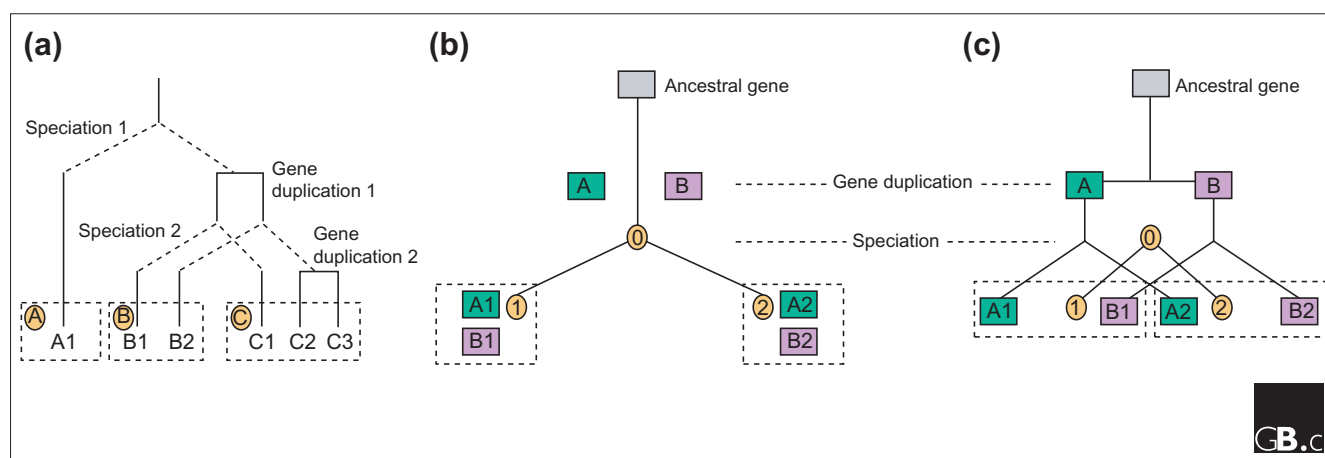 (a)
Speciation 1
Gene
duplication 1
Speciation 2
Gene
duplication 2
A
B
C
A1
B1
B2
C1
C2
C3
(b)
Ancestral gene
A
B
Gene duplication
0
Speciation
A1
1
B1
2
A2
B2
(c)
Ancestral gene
A
B
0
A1
1
B1
A2
2
B2
GB.c